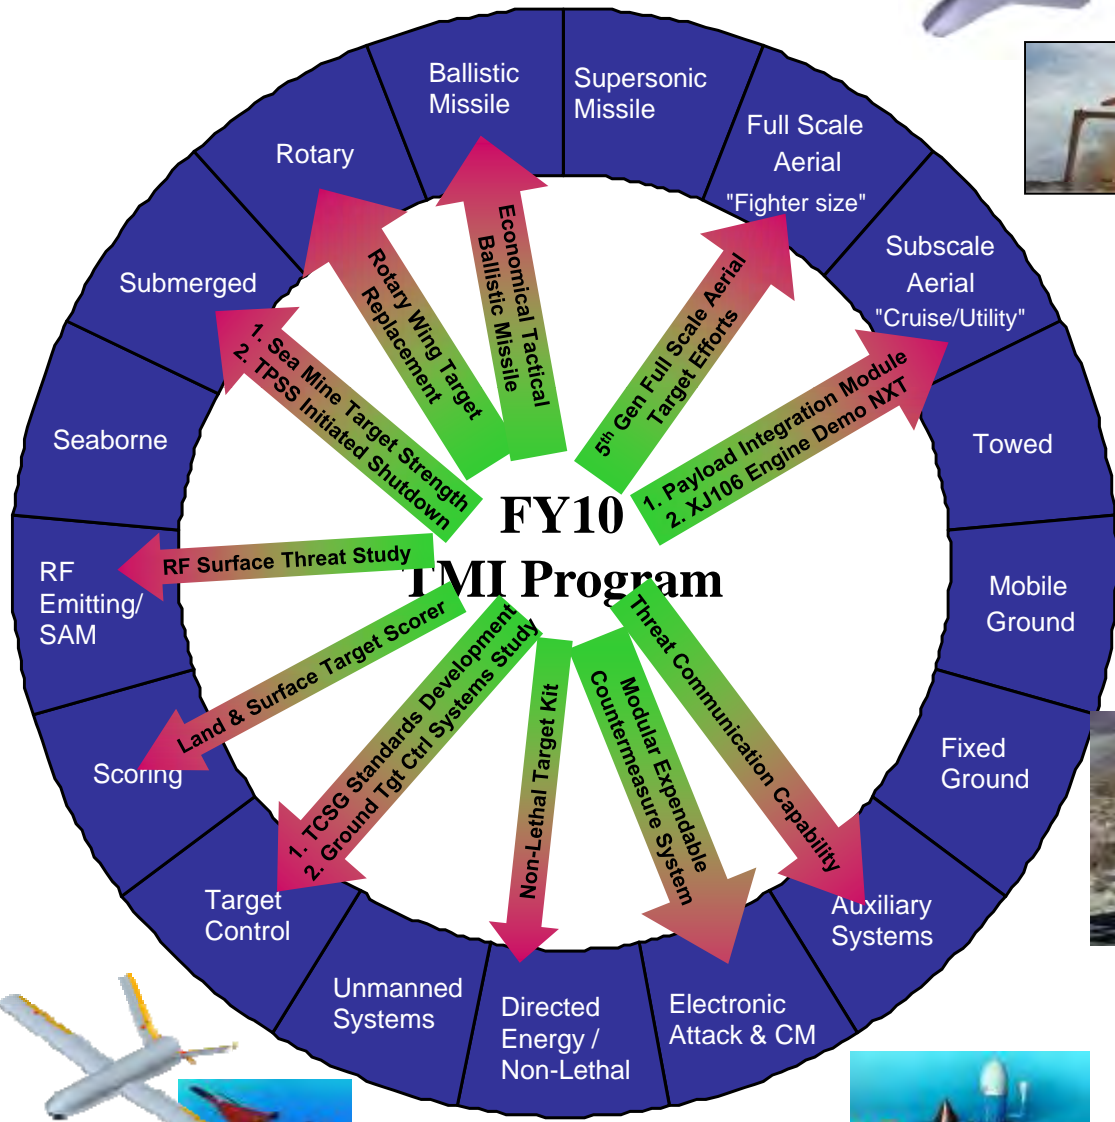 Ballistic
Missile
Supersonic
Missile
Full Scale
Aerial
"Fighter size"
Subscale
Aerial
"Cruise/Utility"
Towed
Mobile
Ground
Fixed
Ground
Auxiliary
Systems
Electronic
Attack & CM
Directed
Energy /
Non-Lethal
Unmanned
Systems
Target
Control
Scoring
RF
Emitting/
SAM
Seaborne
Submerged
Rotary
Economical Tactical
Ballistic Missile
5th Gen Full Scale Aerial
Target Efforts
1. Payload Integration Module
2. XJ106 Engine Demo NXT
Threat Communication Capability
Modular Expendable
Countermeasure System
Non-Lethal Target Kit
1. TCSG Standards Development
2. Ground Tgt Ctrl Systems Study
Land & Surface Target Scorer
RF Surface Threat Study
1. Sea Mine Target Strength
2. TPSS Initiated Shutdown
Rotary Wing Target
Replacement
FY10
TMI Program